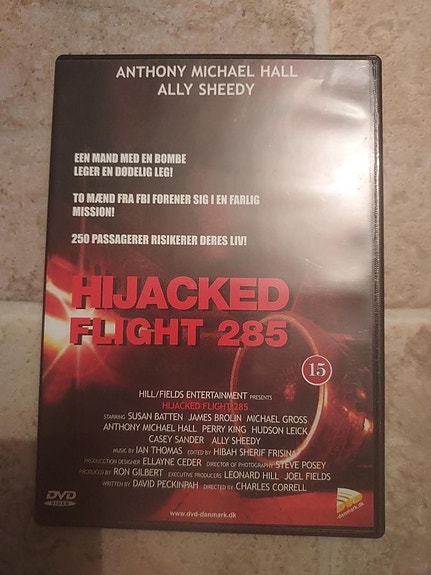 ANTHONY MICHAEL HALL
ALLY SHEEDY
EEN MAND MED EN BOMBE
LEGER EN DØDELIG LEG!
TO MÆND FRA FBI FORENER SIG I EN FARLIG
MISSION!
250 PASSAGERER RISIKERER DERES LIV!
HIJACKED
FLIGHT 285
15
HILL/FIELDS ENTERTAINMENT PRESENTS
HIJACKED FLIGHT 285
STARRING SUSAN BATTEN JAMES BROLIN MICHAEL GROSS
ANTHONY MICHAEL HALL PERRY KING HUDSON LEICK
CASEY SANDER ALLY SHEEDY
MUSIC BY IAN THOMAS EDITED BY HIBAH SHERIF FRISINA
PRODUCTION DESIGNER ELLAYNE CEDER DIRECTOR OF PHOTOGRAPHY STEVE POSEY
PRODUCED BY RON GILBERT EXECUTIVE PRODUCERS LEONARD HILL JOEL FIELDS
WRITTEN BY DAVID PECKINPAH DIRECTED BY CHARLES CORRELL
DVD
VIDEO
www.dvd-danmark.dk
-danmark.dk